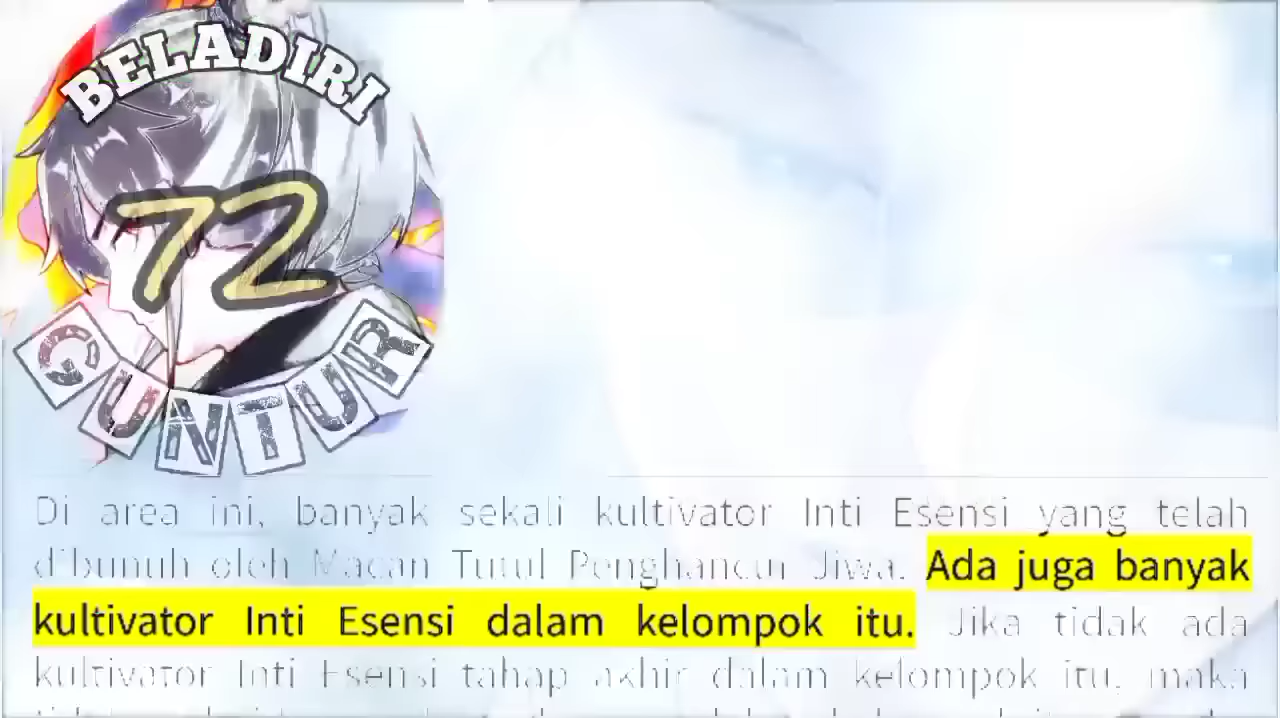 BELADIRI
72
GUNTUR
Di area ini, banyak sekali kultivator Inti Esensi yang telah
dibunuh oleh Macan Tutul Penghancur Jiwa. Ada juga banyak
kultivator Inti Esensi dalam kelompok itu. Jika tidak ada
kultivator Inti Esensi tahap akhir dalam kelompok itu, maka